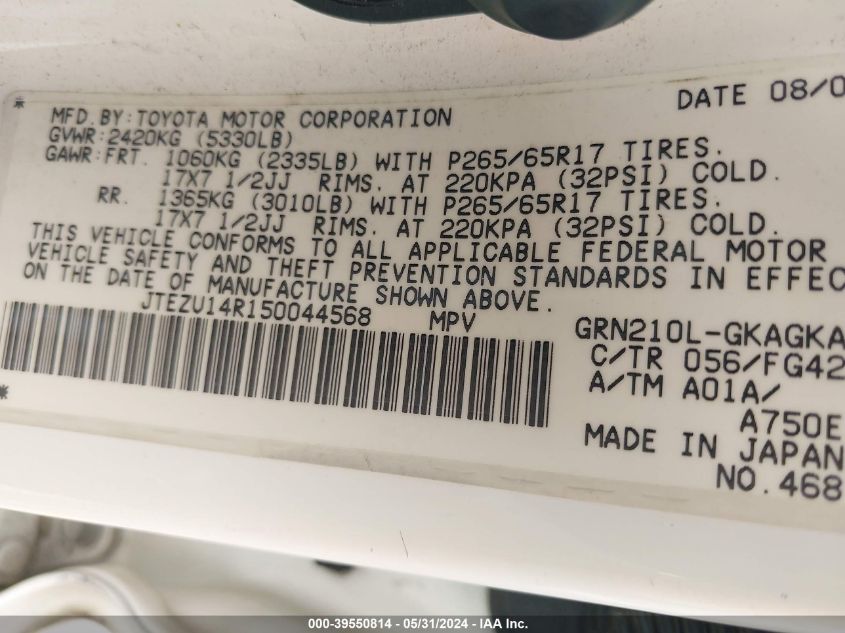 DATE 08/0
MFD.BY:TOYOTA MOTOR CORPORATION
GVWR:2420KG (5330LB)
GAWR:FRT. 1060KG (2335LB) WITH P265/65R17 TIRES.
17X7 1/2JJ RIMS. AT 220KPA (32PSI) COLD.
RR. 1365KG (3010LB) WITH P265/65R17 TIRES.
17X7 1/2JJ RIMS. AT 220KPA (32PSI) COLD.
THIS VEHICLE CONFORMS TO ALL APPLICABLE FEDERAL MOTOR
VEHICLE SAFETY AND THEFT PREVENTION STANDARDS IN EFFEC
ON THE DATE OF MANUFACTURE SHOWN ABOVE.
JTEZU14R150044568 MPV
GRN210L-GKAGKA
C/TR 056/FG42
A/TM A01A/
A750E
MADE IN JAPAN
NO.468
000-39550814 - 05/31/2024 - IAA Inc.